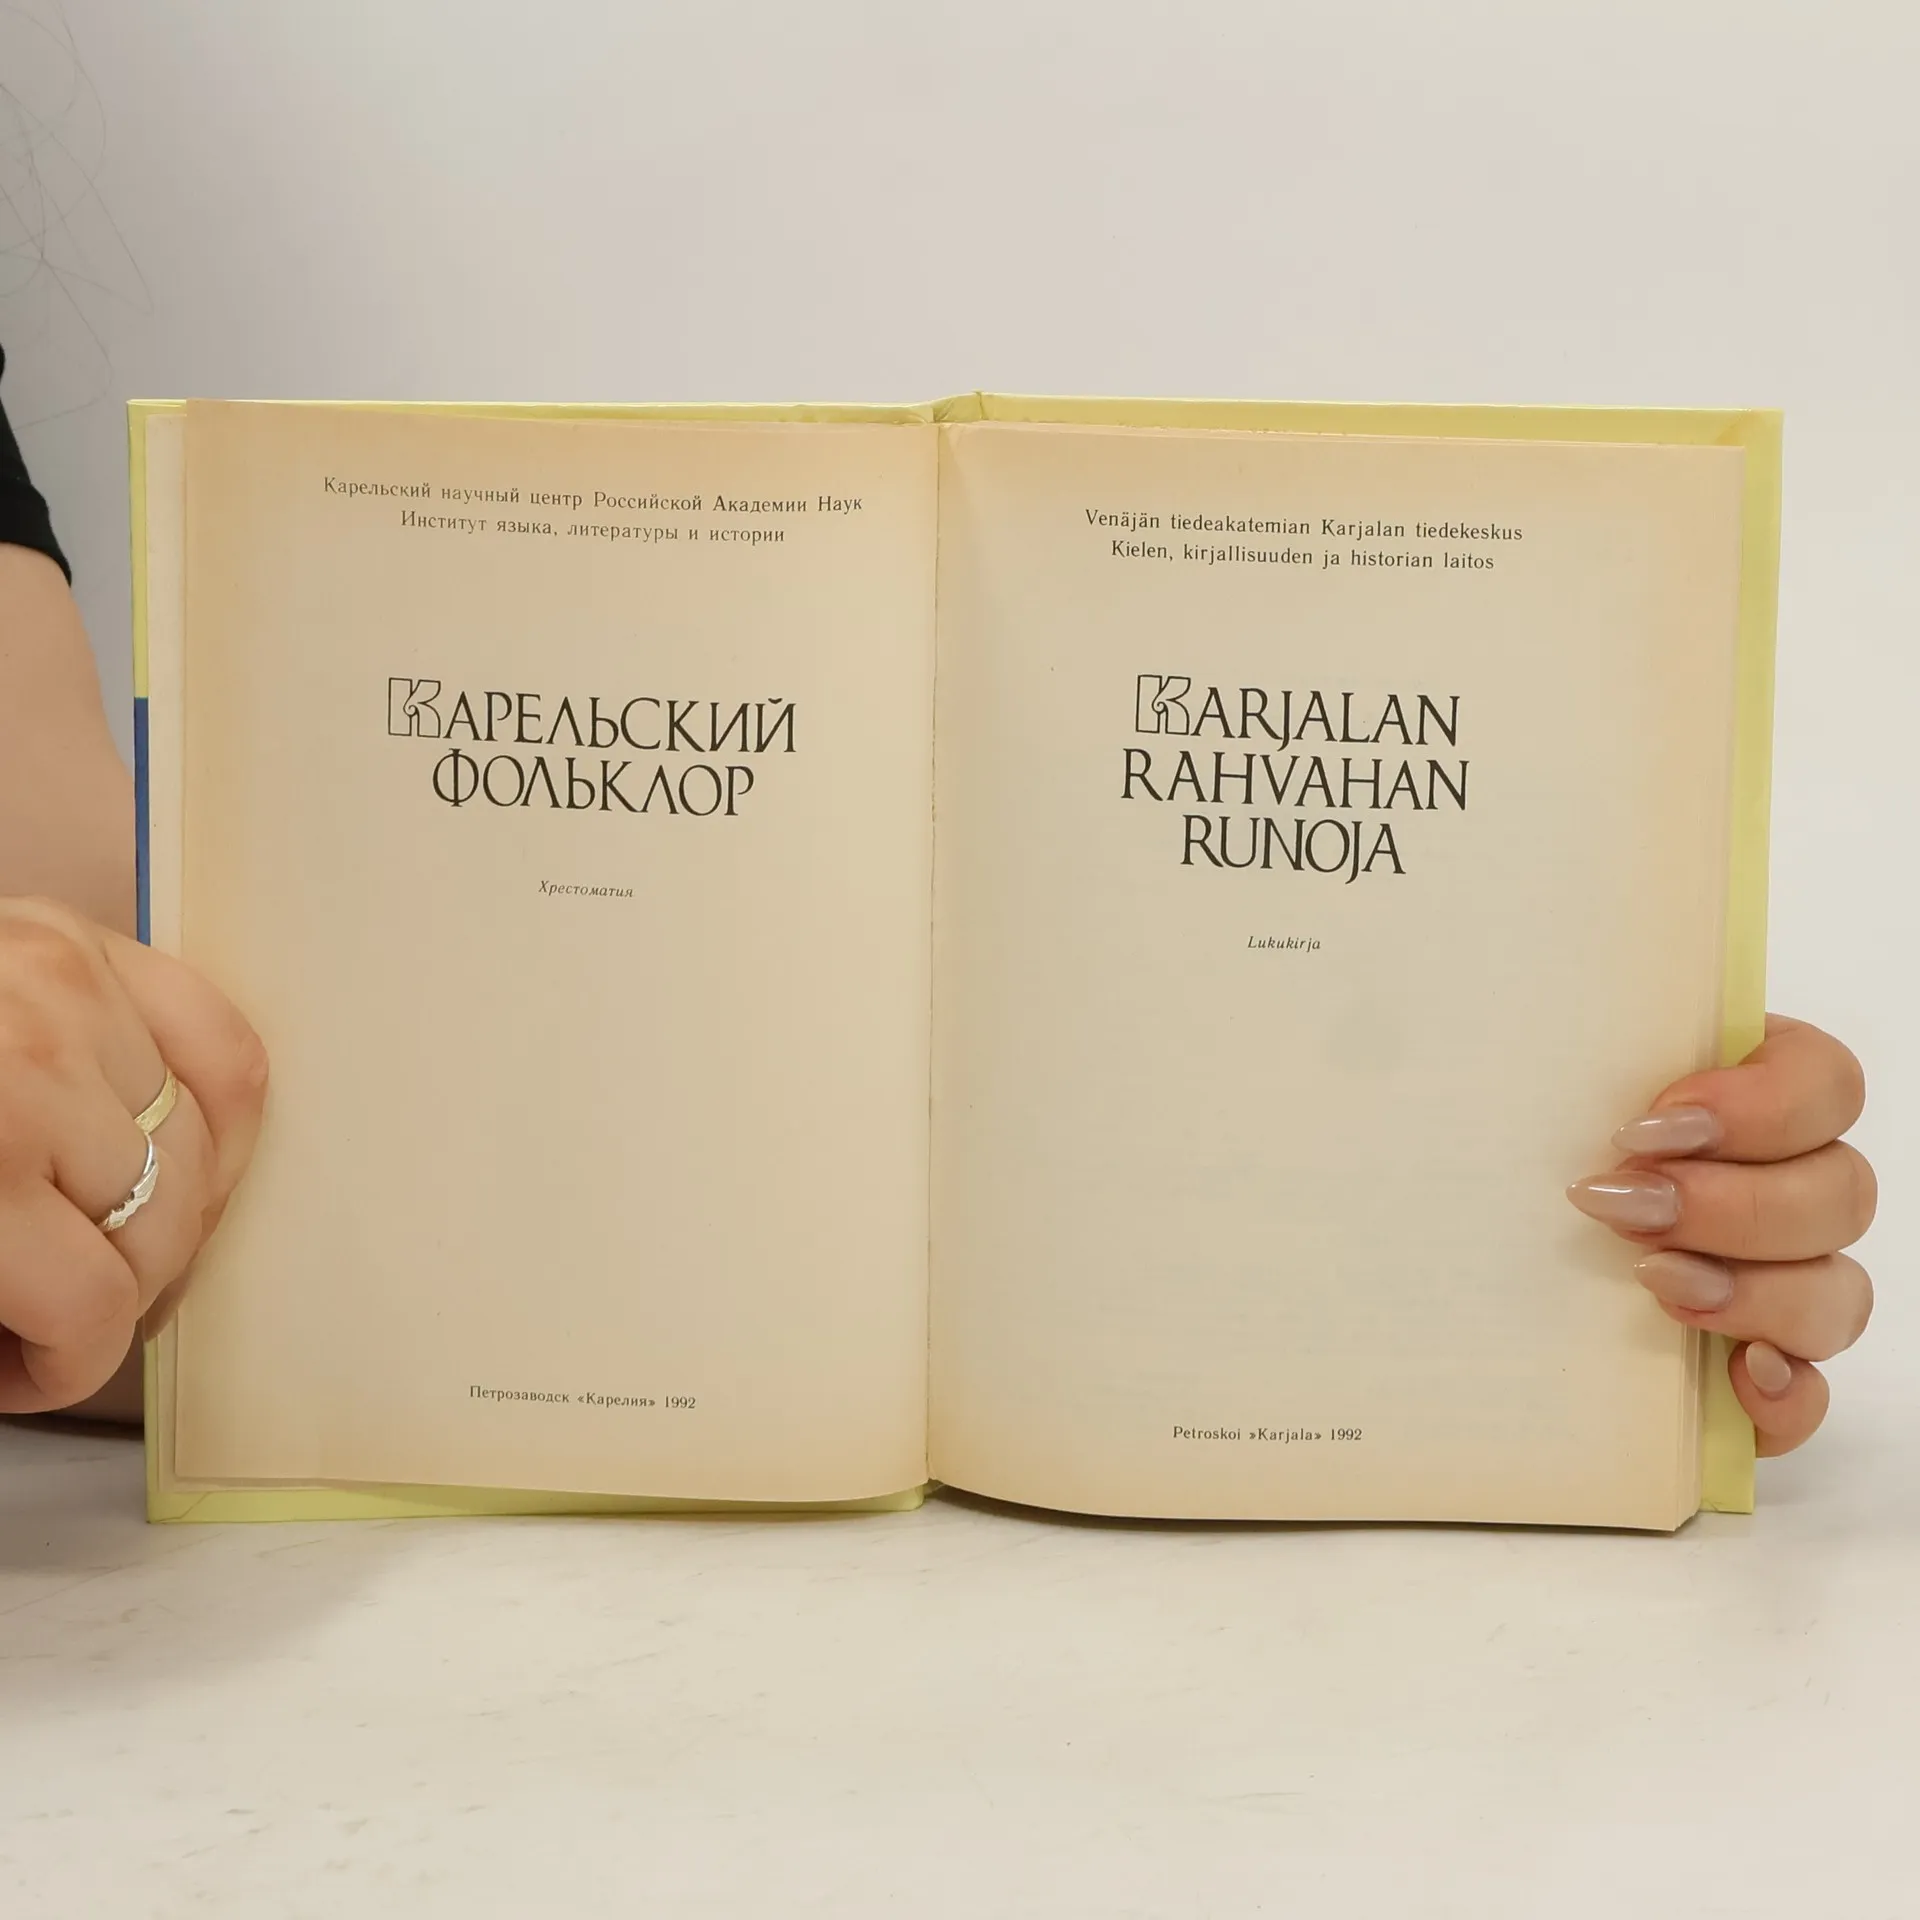 Карельский научный центр Российской Академии Наук
Институт языка, литературы и истории
КАРЕЛЬСКИЙ
ФОЛЬКЛОР
Хрестоматия
Петрозаводск «Карелия» 1992
Venäjän tiedeakatemian Karjalan tiedekeskus
Kielen, kirjallisuuden ja historian laitos
KARJALAN
RAHVAHAN
RUNOJA
Lukukirja
Petroskoi »Karjala» 1992